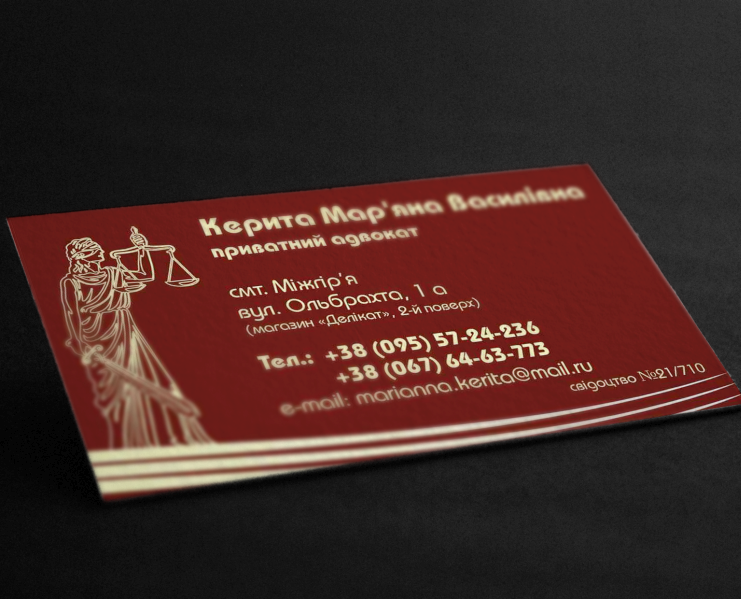 Керита Мар'яна Василівна
приватний адвокат
смт. Міжгір'я
вул. Ольбрахта, 1 а
(магазин «Делікат», 2-й поверх)
Тел.: +38 (095) 57-24-236
+38 (067) 64-63-773
e-mail: marianna.kerita@mail.ru
свідоцтво №21/710